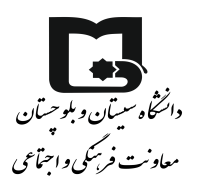 دانشگاه سیستان و بلوچستان
معاونت فرهنگی و اجتماعی